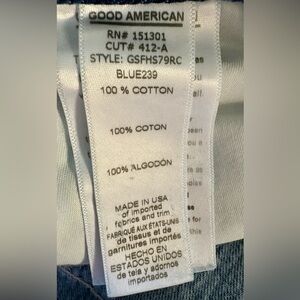 GOOD AMERICAN
RN# 151301
CUT# 412-A
STYLE: GSFHS79RC
BLUE239
100 % COTTON
100% COTON
100% ALGODÓN
MADE IN USA
of imported
fabrics and trim
FABRIQUÉ AUX ÉTATS-UNIS
de tissus et de
garnitures importés
HECHO EN
ESTADOS UNIDOS
de tela y adornos
importados